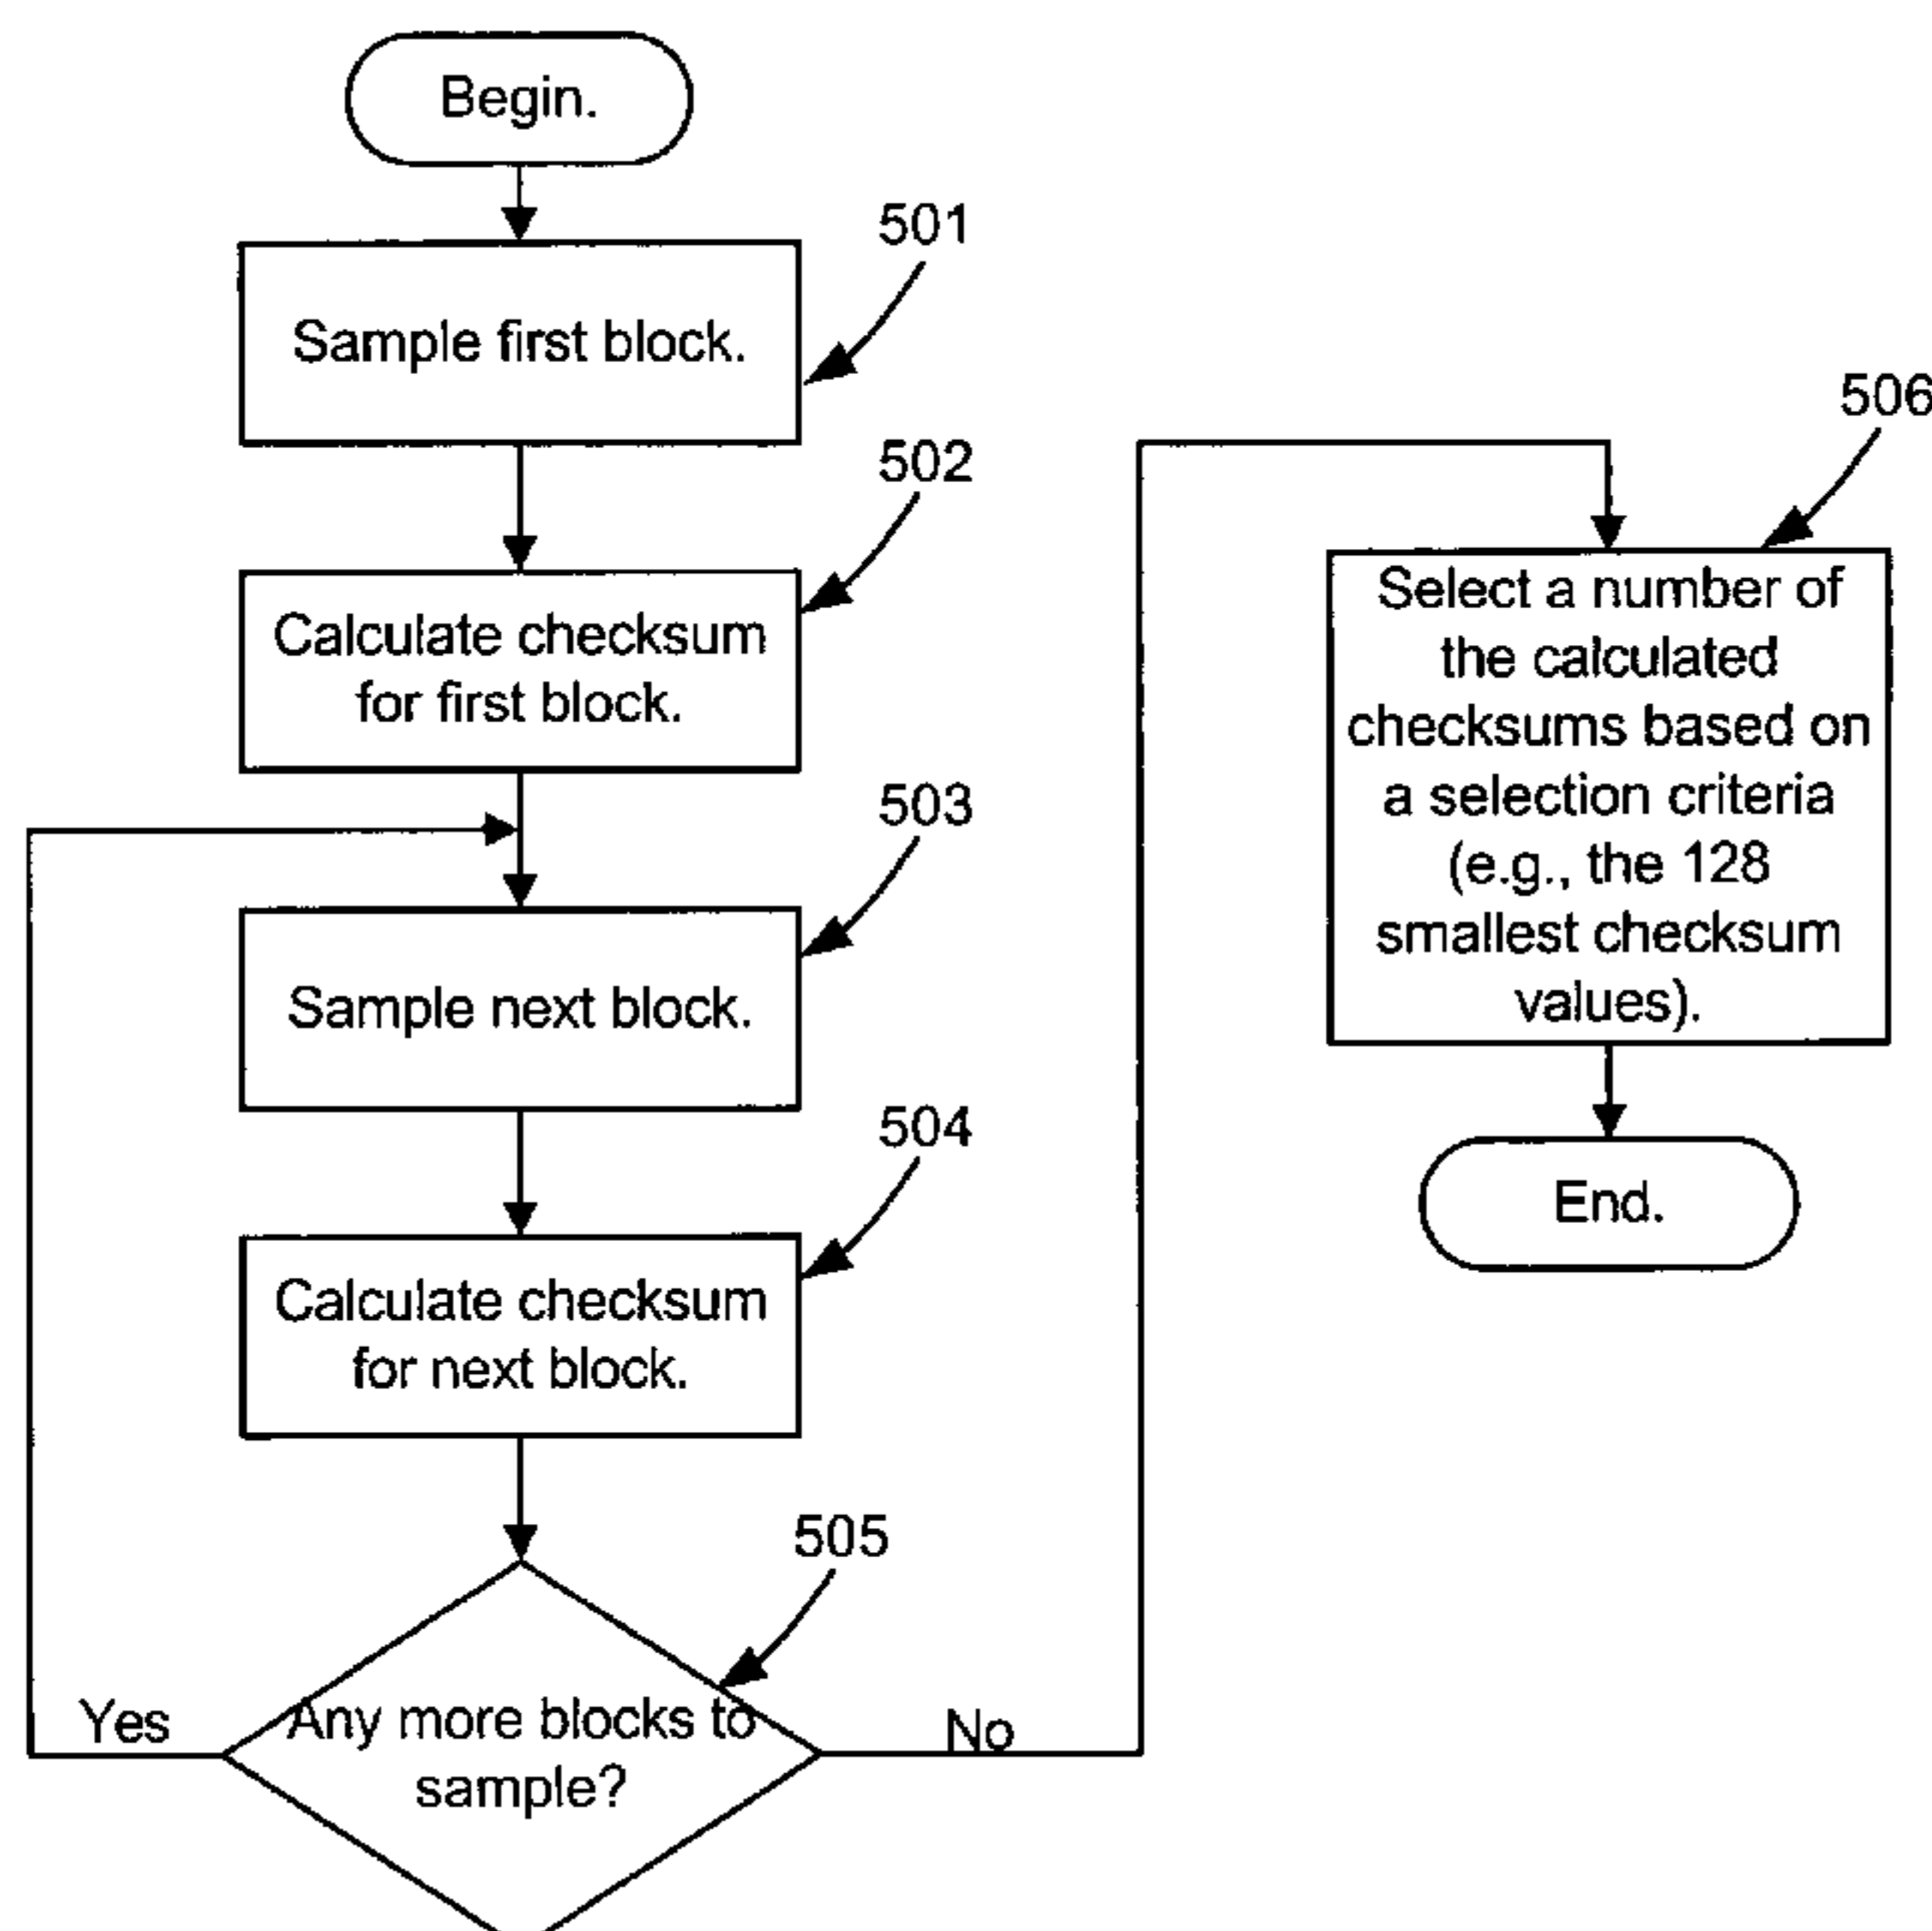 Begin.
501
Sample first block.
502
Calculate checksum
for first block.
503
Sample next block.
504
Calculate checksum
for next block.
505
Any more blocks to
sample?
Yes
No
506
Select a number of
the calculated
checksums based on
a selection criteria
(e.g., the 128
smallest checksum
values).
End.